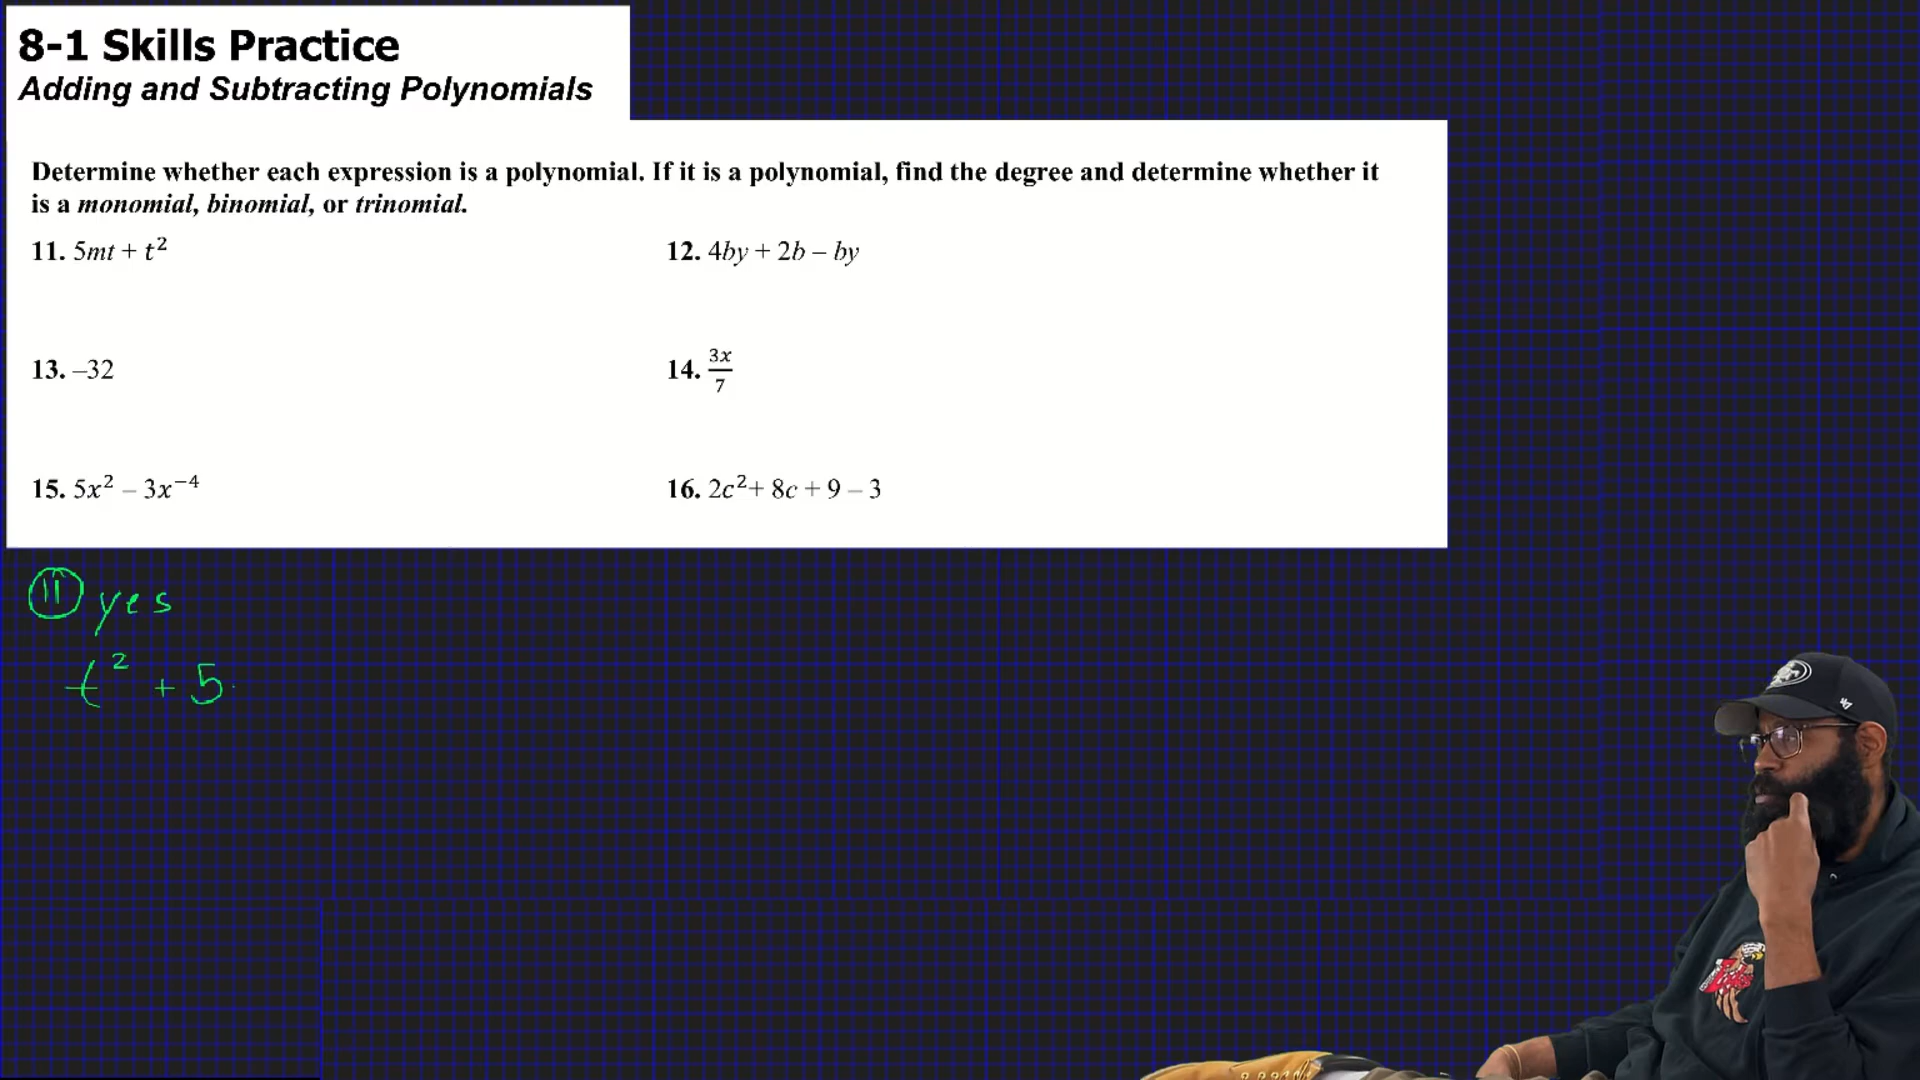 8-1 Skills Practice
Adding and Subtracting Polynomials
Determine whether each expression is a polynomial. If it is a polynomial, find the degree and determine whether it
is a monomial, binomial, or trinomial.
11. 5mt + t²
12. 4by + 2b – by
13. –32
14. 3x/7
15. 5x² – 3x⁻⁴
16. 2c²+ 8c + 9 – 3
11 yes
t² + 5
47